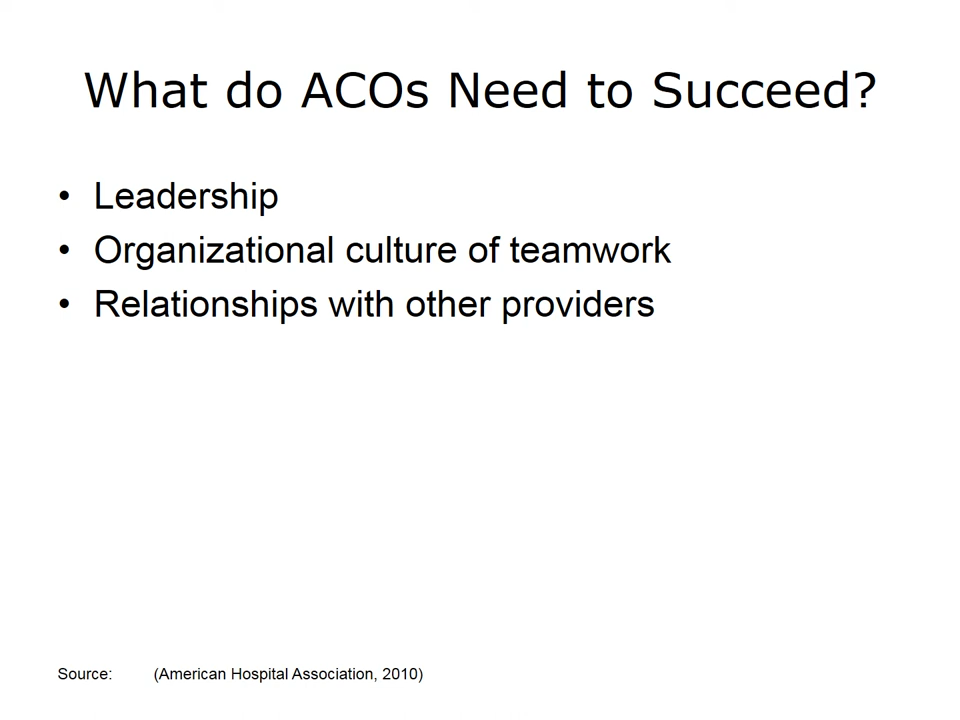 What do ACOs Need to Succeed?
• Leadership
• Organizational culture of teamwork
• Relationships with other providers
Source: (American Hospital Association, 2010)